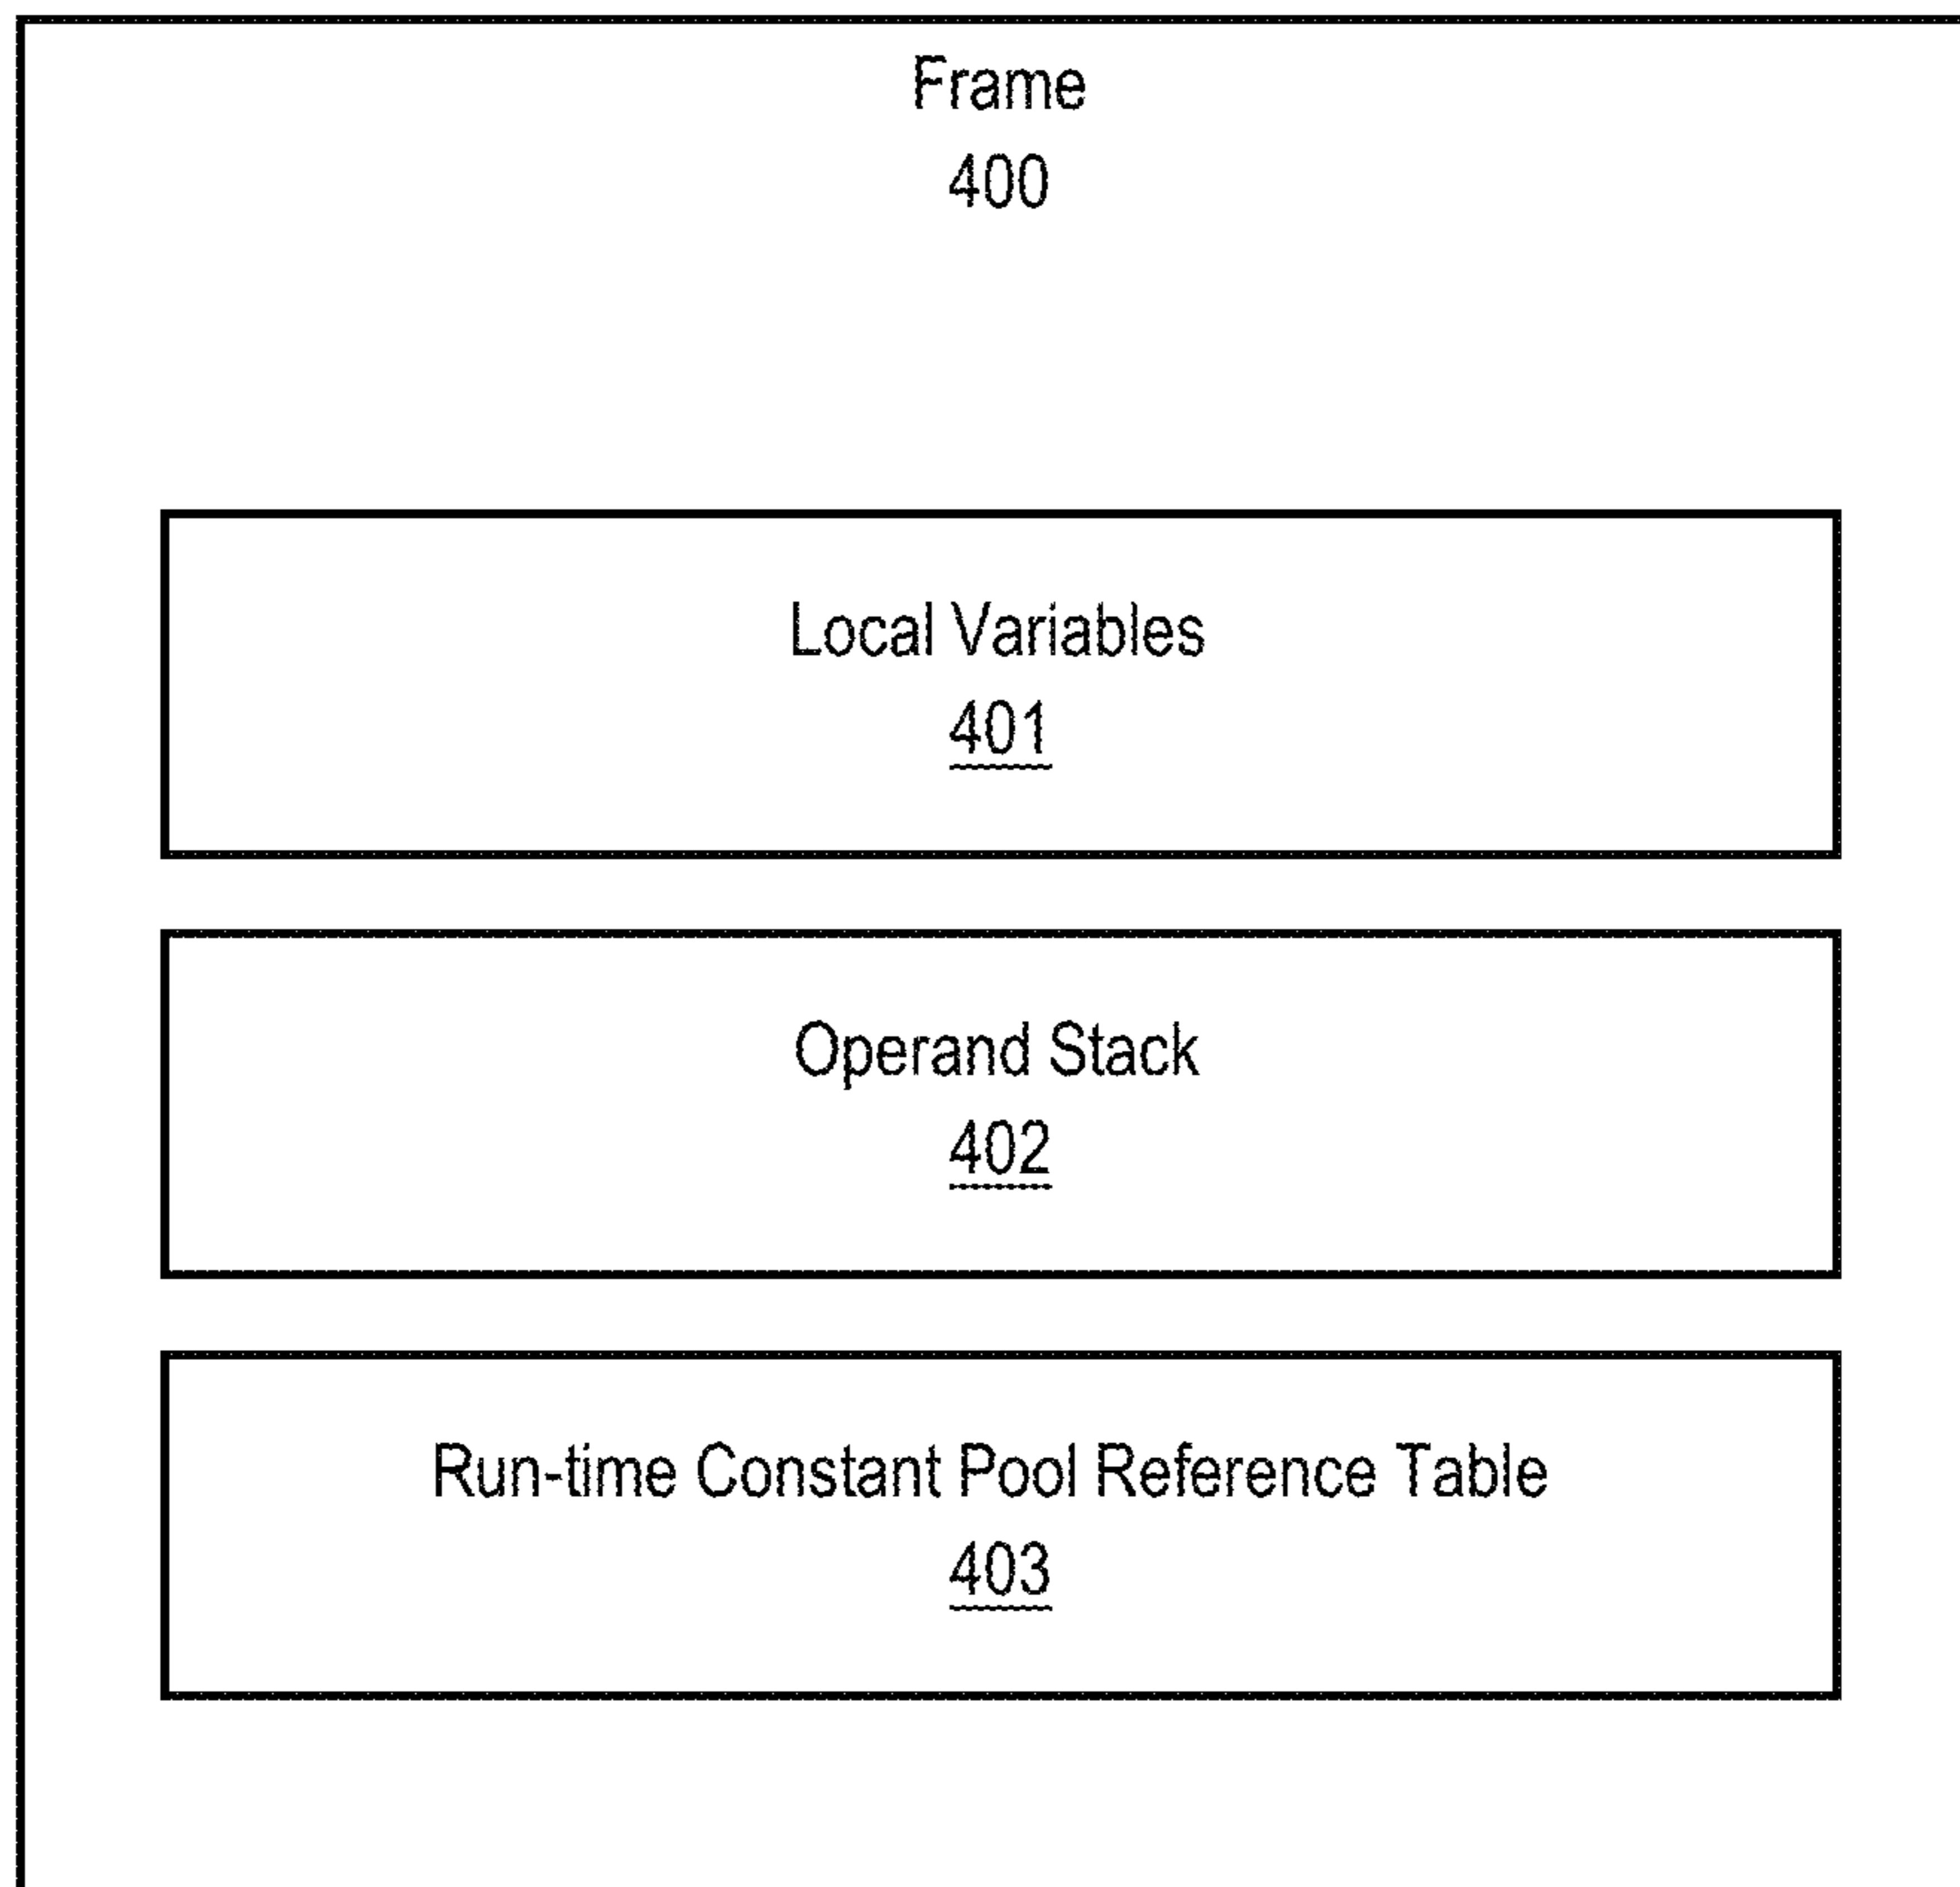 Frame
400
Local Variables
401
Operand Stack
402
Run-time Constant Pool Reference Table
403